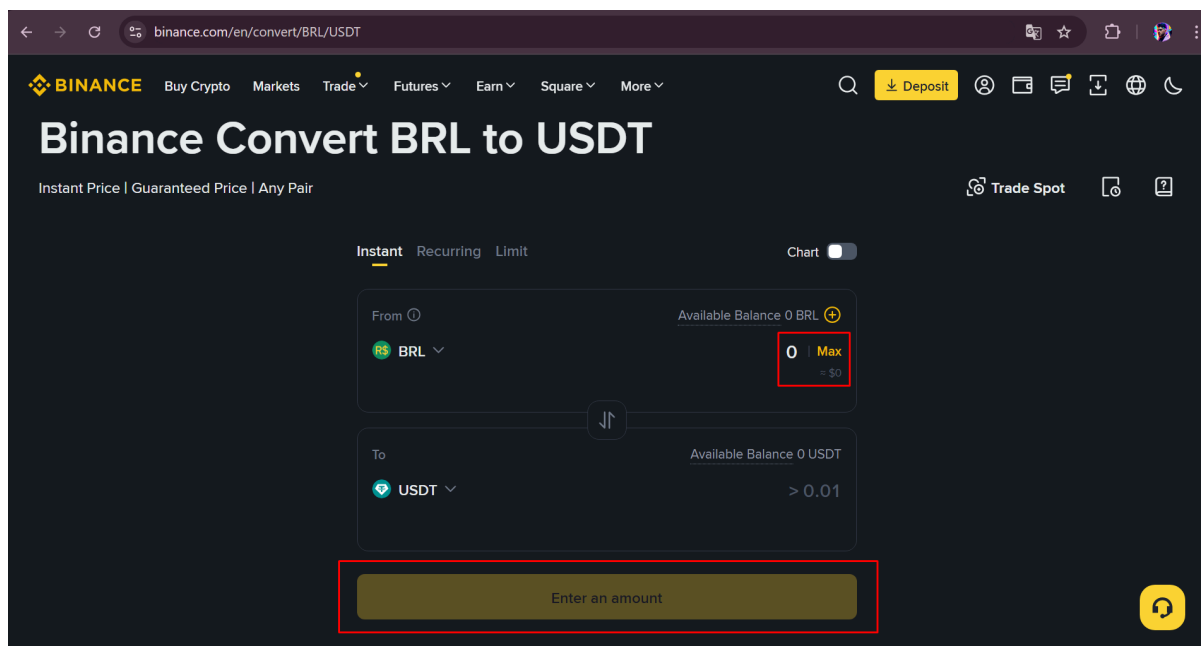 binance.com/en/convert/BRL/USDT
BINANCE Buy Crypto Markets Trade Futures Earn Square More Deposit
Binance Convert BRL to USDT
Instant Price | Guaranteed Price | Any Pair Trade Spot
Instant Recurring Limit Chart
From Available Balance 0 BRL
R$ BRL 0 | Max
≈ $0
To Available Balance 0 USDT
USDT > 0.01
Enter an amount